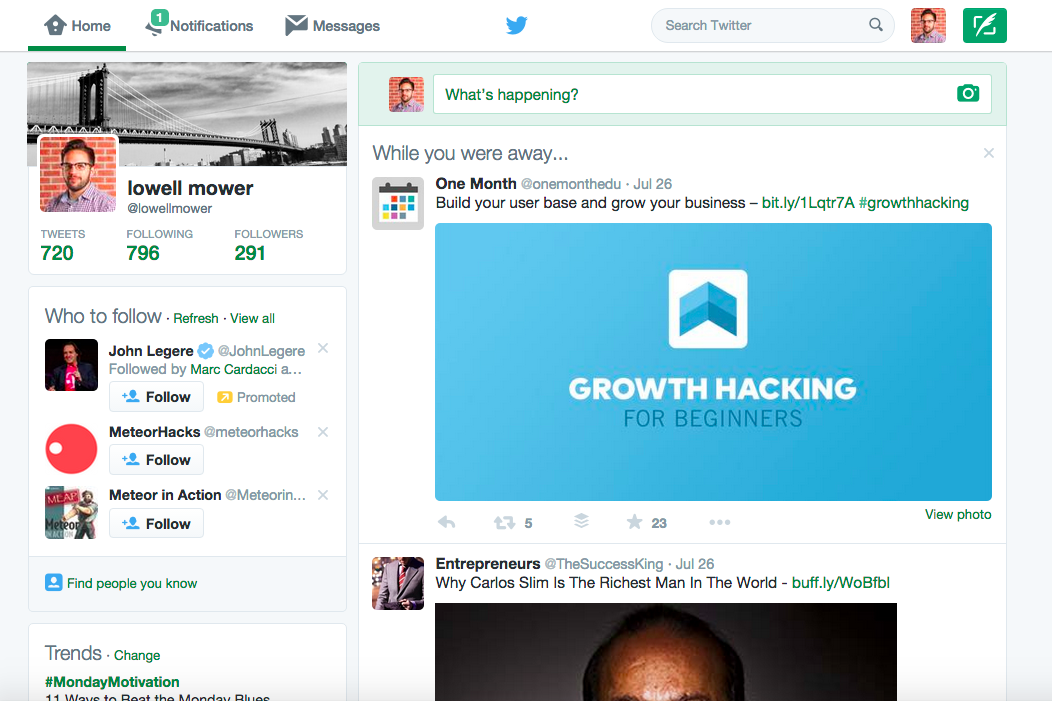 Home
1
Notifications
Messages
Search Twitter
What's happening?
lowell mower
@lowellmower
TWEETS FOLLOWING FOLLOWERS
720 796 291
Who to follow · Refresh · View all
John Legere @JohnLegere
Followed by Marc Cardacci a...
Follow
Promoted
MeteorHacks @meteorhacks
Follow
MEAP
Meteor
IN ACTION
Meteor in Action @Meteorin...
Follow
Find people you know
Trends · Change
#MondayMotivation
11 Ways to Beat the Monday Blues
While you were away...
One Month @onemonthedu · Jul 26
Build your user base and grow your business – bit.ly/1Lqtr7A #growthhacking
GROWTH HACKING
FOR BEGINNERS
5
23
View photo
Entrepreneurs @TheSuccessKing · Jul 26
Why Carlos Slim Is The Richest Man In The World - buff.ly/WoBfbl